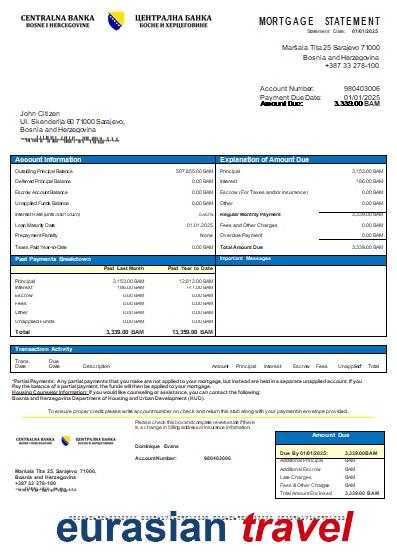 CENTRALNA BANKA
BOSNE I HERCEGOVINE
ЦЕНТРАЛНА БАНКА
БОСНЕ И ХЕРЦЕГОВИНЕ
MORTGAGE STATEMENT
Statement Date: 01/01/2025
Maršala Tita 25 Sarajevo 71000
Bosnia and Herzegovina
+387 33 278-100
Account Number: 980403006
Payment Due Date: 01/01/2025
Amount Due: 3,339.00 BAM
John Citizen
Ul. Skenderija 60 71000 Sarajevo,
Bosnia and Herzegovina
Account Information
Outstanding Principal Balance 507,655.00 BAM
Deferred Principal Balance 0.00 BAM
Escrow Account Balance 0.00 BAM
Unapplied Funds Balance 0.00 BAM
Loan Maturity Date 01.01.2025
Prepayment Penalty None
Taxes Paid Year-to-Date 0.00 BAM
Explanation of Amount Due
Principal 3,153.00 BAM
Interest 186.00 BAM
Escrow (For Taxes and/or Insurance) 0.00 BAM
Other 0.00 BAM
Regular Monthly Payment 3,339.00 BAM
Fees and Other Charges 0.00 BAM
Overdue Payment 0.00 BAM
Total Amount Due 3,339.00 BAM
Past Payments Breakdown
Paid Last Month Paid Year to Date
Principal 3,153.00 BAM 12,612.00 BAM
Interest 186.00 BAM 747.00 BAM
Escrow 0.00 BAM 0.00 BAM
Fees 0.00 BAM 0.00 BAM
Other 0.00 BAM 0.00 BAM
Unapplied Funds 0.00 BAM 0.00 BAM
Total 3,339.00 BAM 13,359.00 BAM
Important Messages
Transaction Activity
Trans. Date Due Date Description Amount Principal Interest Escrow Fees Unapplied* Total
*Partial Payments: Any partial payments that you make are not applied to your mortgage, but instead are held in a separate unapplied account. If you
Pay the balance of a partial payment, the funds will then be applied to your mortgage.
Housing Counselor Information: If you would like counseling or assistance, you can contact the following:
Bosnia and Herzegovina Department of Housing and Urban Development (HUD).
To ensure proper credit, please write account number on check and return this stub along with your payment in envelope provided.
CENTRALNA BANKA
BOSNE I HERCEGOVINE
ЦЕНТРАЛНА БАНКА
БОСНЕ И ХЕРЦЕГОВИНЕ
Please check this box and complete reverse side if there
is a change in billing address or insurance information.
Dominique Evans
Account Number: 980403006
Maršala Tita 25, Sarajevo 71000,
Bosnia and Herzegovina
+387 33 278-100
Amount Due
Due By 01/01/2025: 3,339.00 BAM
Additional Principal BAM
Additional Escrow BAM
Late Charges BAM
Fees & Other Charges BAM
Total Amount Enclosed 3,339.00 BAM
eurasian travel